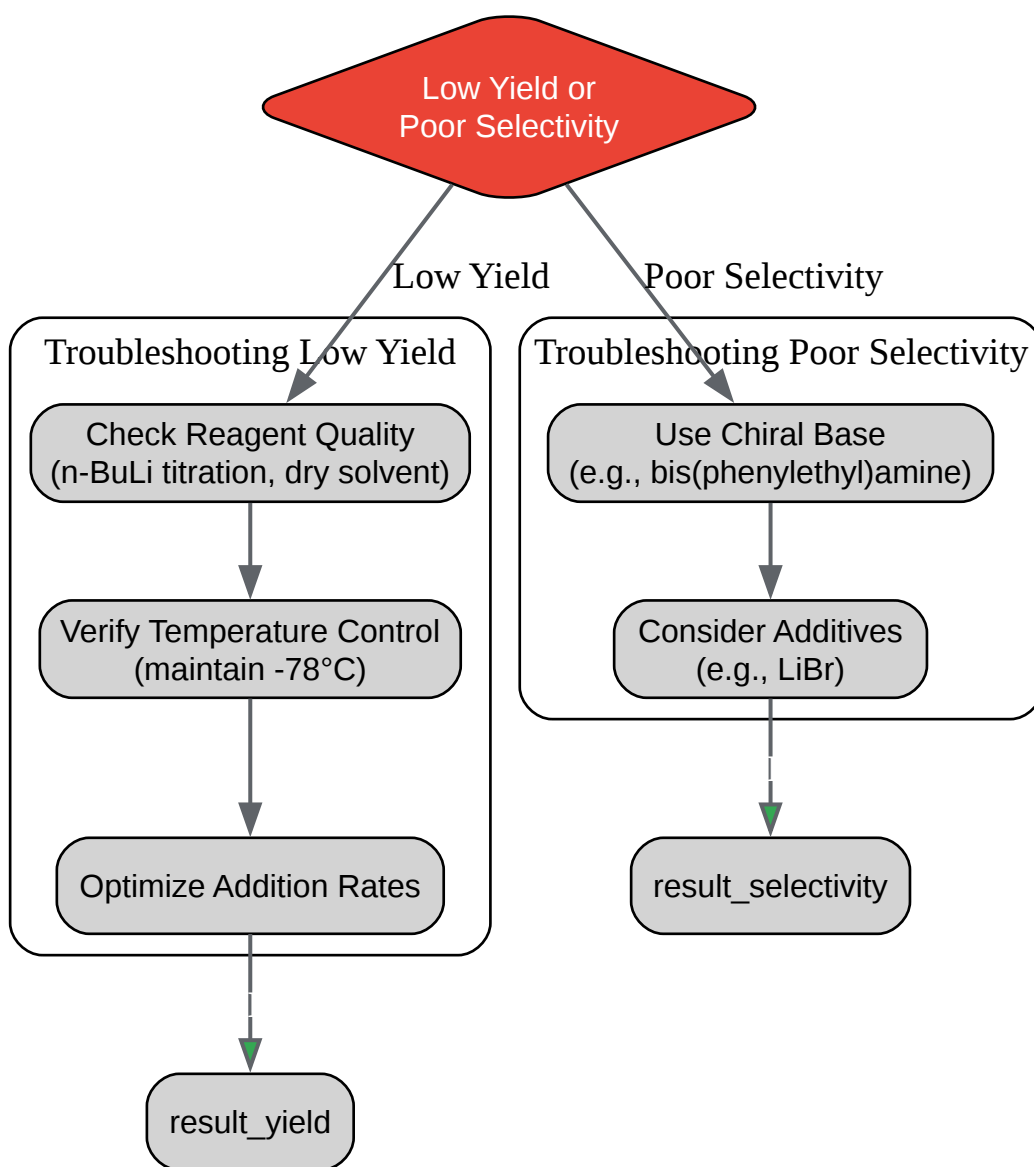 Low Yield or
Poor Selectivity
Low Yield
Poor Selectivity
Troubleshooting Low Yield
Check Reagent Quality
(n-BuLi titration, dry solvent)
Verify Temperature Control
(maintain -78°C)
Optimize Addition Rates
result_yield
Troubleshooting Poor Selectivity
Use Chiral Base
(e.g., bis(phenylethyl)amine)
Consider Additives
(e.g., LiBr)
result_selectivity